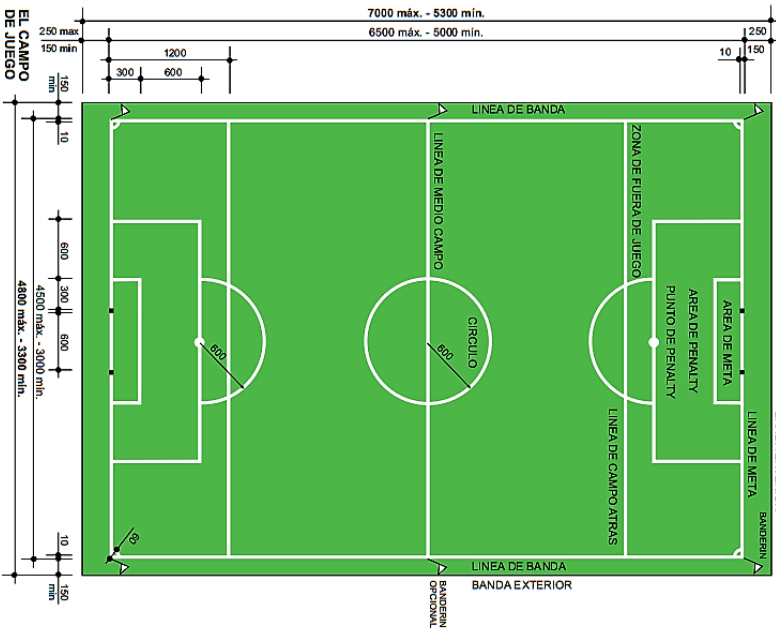 7000 máx. - 5300 mín.
6500 máx. - 5000 mín.
250 max
150 min
250
150
10
1200
300
600
EL CAMPO
DE JUEGO
150
min
10
600
300
600
4500 máx. - 3000 mín.
4800 máx. - 3300 mín.
10
150
min
LINEA DE BANDA
LINEA DE MEDIO CAMPO
ZONA DE FUERA DE JUEGO
CIRCULO
600
600
AREA DE META
AREA DE PENALTY
PUNTO DE PENALTY
LINEA DE CAMPO ATRAS
LINEA DE META
BANDERIN
60
LINEA DE BANDA
BANDA EXTERIOR
BANDERIN
OPCIONAL